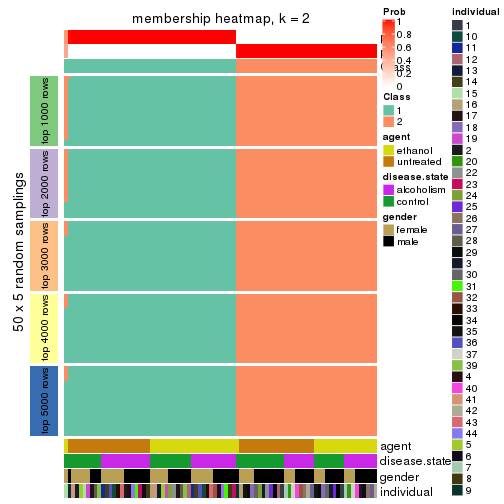 membership heatmap, k = 2
50 x 5 random samplings
top 1000 rows
top 2000 rows
top 3000 rows
top 4000 rows
top 5000 rows
p
p
Class
agent
disease.state
gender
individual
Prob
1
0.8
0.6
0.4
0.2
0
Class
1
2
agent
ethanol
untreated
disease.state
alcoholism
control
gender
female
male
individual
1
10
11
12
13
14
15
16
17
18
19
2
20
22
23
24
25
26
27
28
29
3
30
31
32
33
34
35
36
37
39
4
40
41
42
43
44
5
6
7
8
9